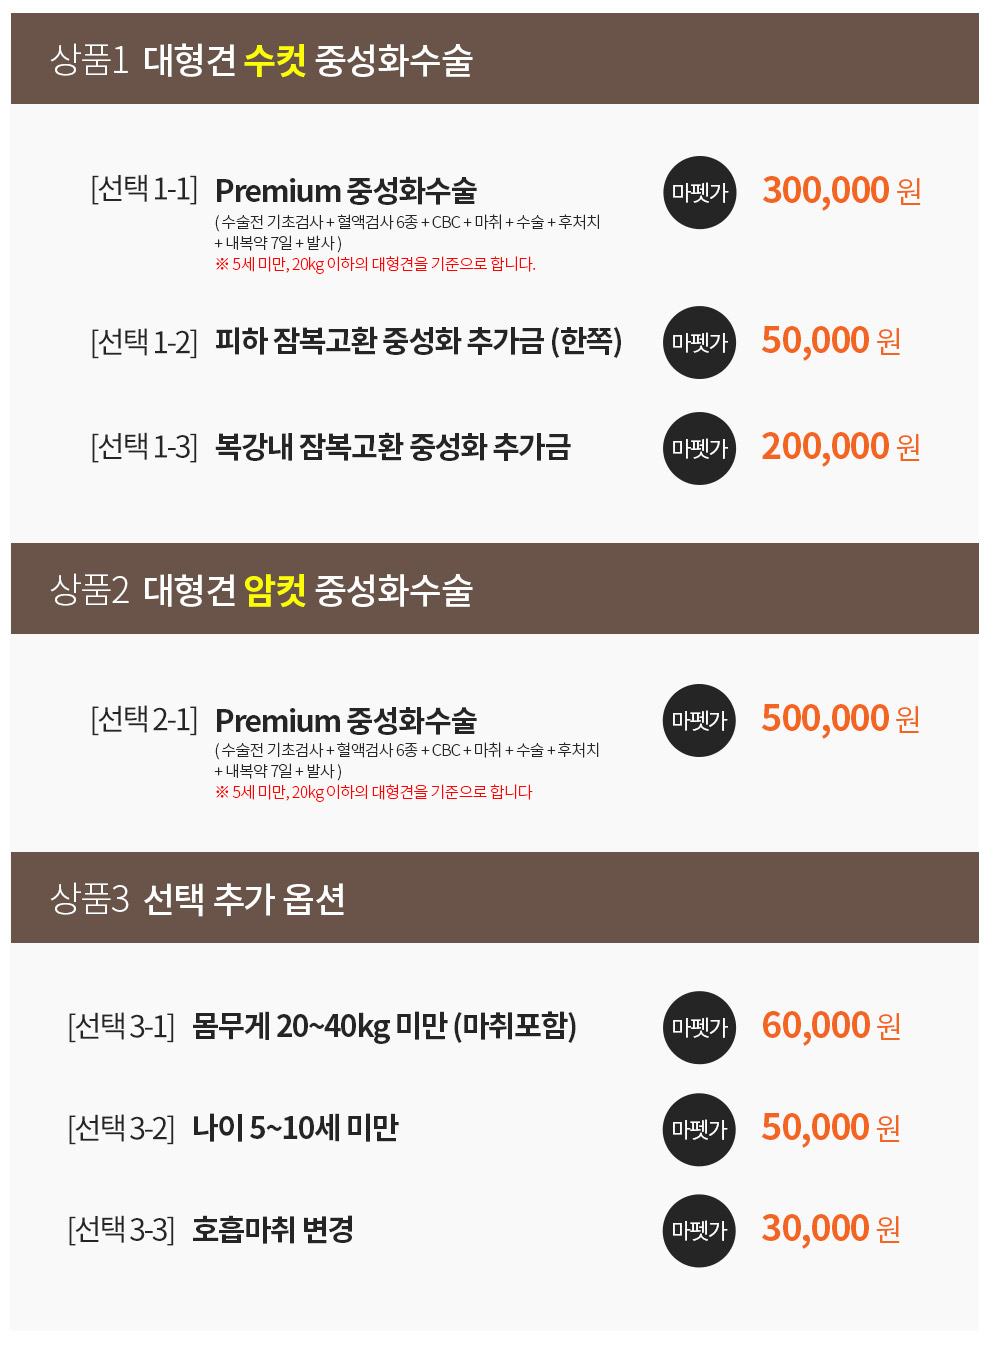 상품1 대형견 수컷 중성화수술
[선택 1-1] Premium 중성화수술 마펫가 300,000 원
( 수술전 기초검사 + 혈액검사 6종 + CBC + 마취 + 수술 + 후처치
+ 내복약 7일 + 발사 )
※ 5세 미만, 20kg 이하의 대형견을 기준으로 합니다.
[선택 1-2] 피하 잠복고환 중성화 추가금 (한쪽) 마펫가 50,000 원
[선택 1-3] 복강내 잠복고환 중성화 추가금 마펫가 200,000 원
상품2 대형견 암컷 중성화수술
[선택 2-1] Premium 중성화수술 마펫가 500,000 원
( 수술전 기초검사 + 혈액검사 6종 + CBC + 마취 + 수술 + 후처치
+ 내복약 7일 + 발사 )
※ 5세 미만, 20kg 이하의 대형견을 기준으로 합니다
상품3 선택 추가 옵션
[선택 3-1] 몸무게 20~40kg 미만 (마취포함) 마펫가 60,000 원
[선택 3-2] 나이 5~10세 미만 마펫가 50,000 원
[선택 3-3] 호흡마취 변경 마펫가 30,000 원